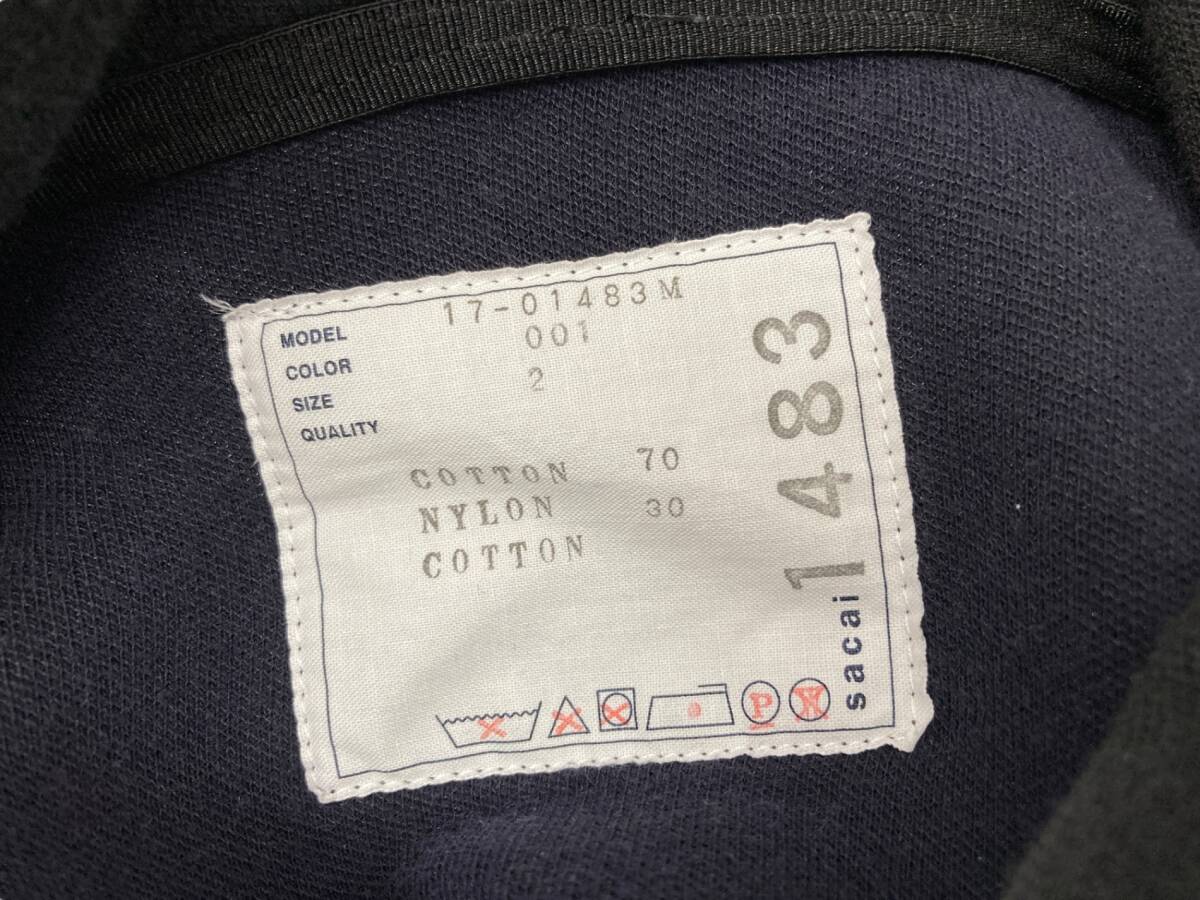 MODEL 17-01483M
COLOR 001
SIZE 2
QUALITY
COTTON 70
NYLON 30
COTTON
sacai 1483
P
W